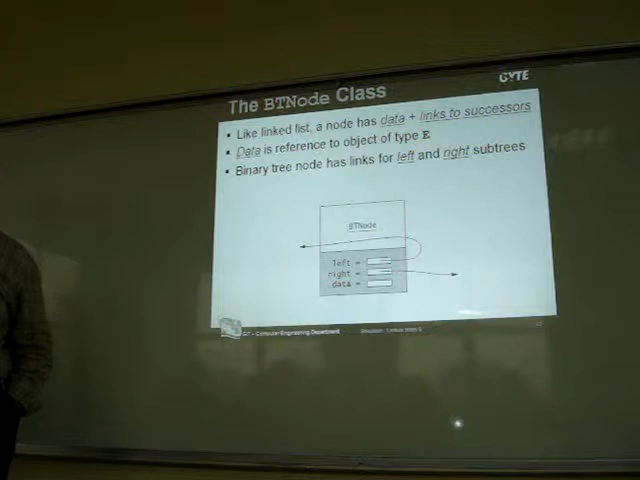 The BTNode Class
GYTE
▪ Like linked list, a node has data + links to successors
▪ Data is reference to object of type E
▪ Binary tree node has links for left and right subtrees
BTNode
left =
right =
data =
Computer Engineering Department
Lecture